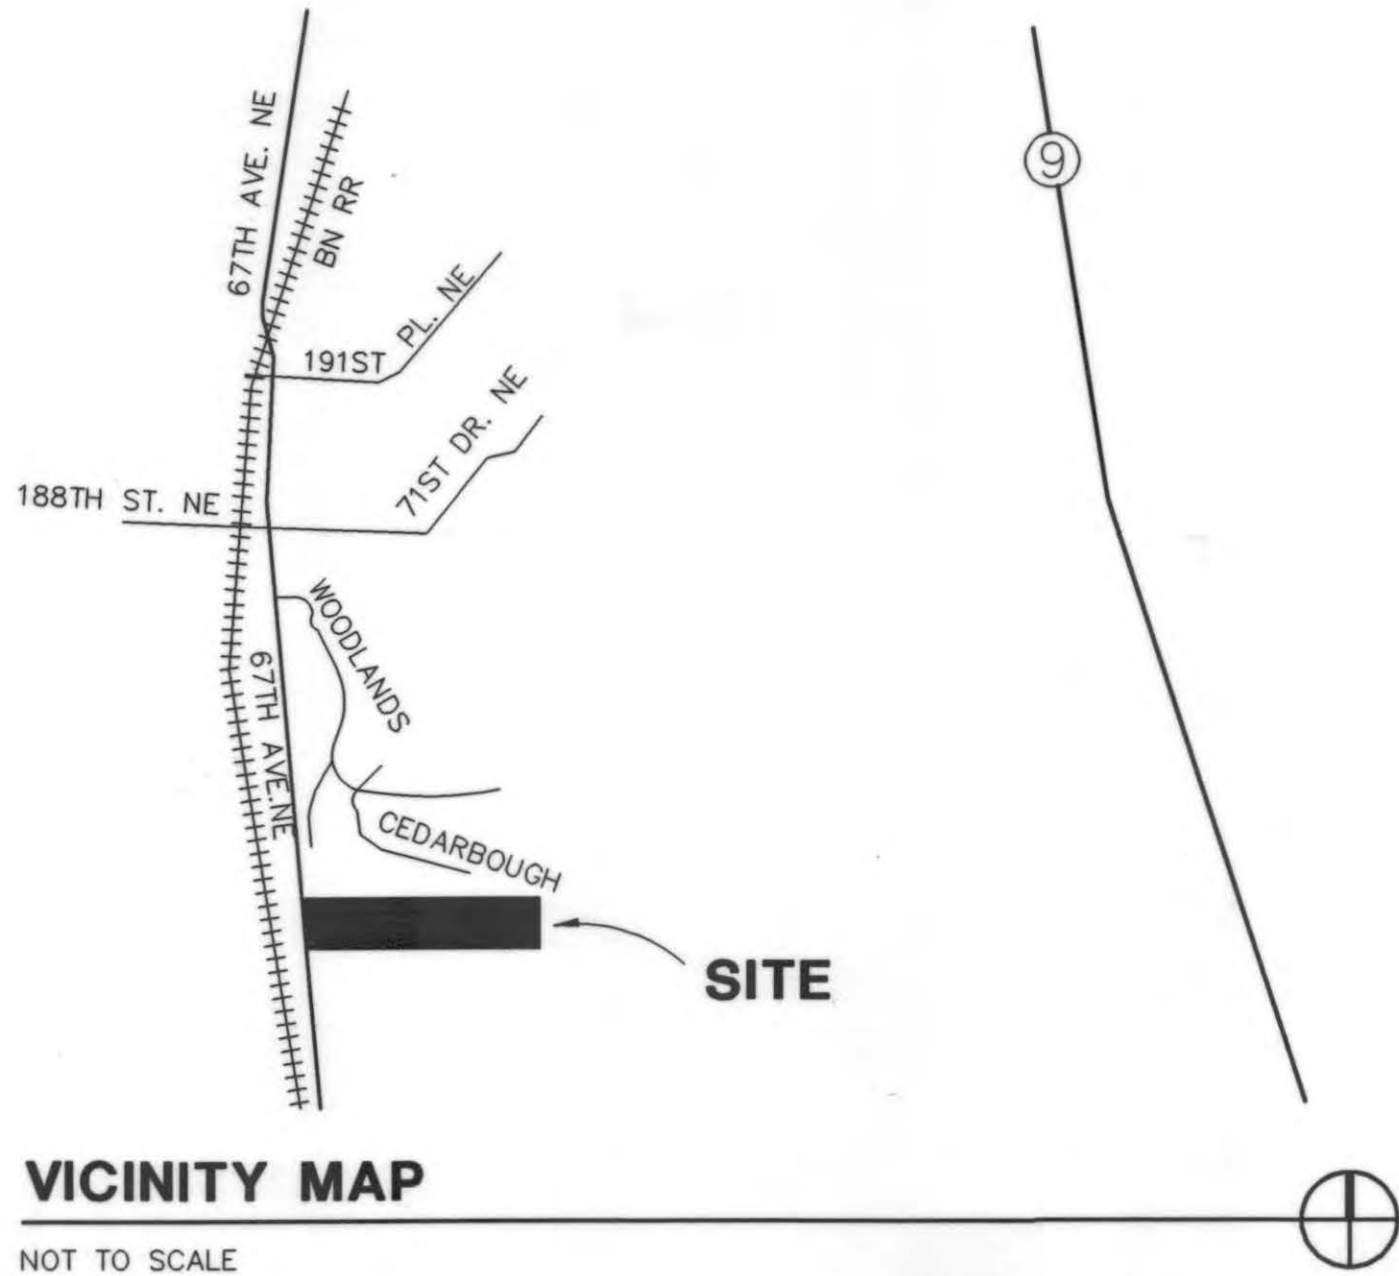 67TH AVE. NE
BN RR
9
191ST PL. NE
71ST DR. NE
188TH ST. NE
WOODLANDS
67TH AVE.NE
CEDARBOUGH
SITE
VICINITY MAP
NOT TO SCALE